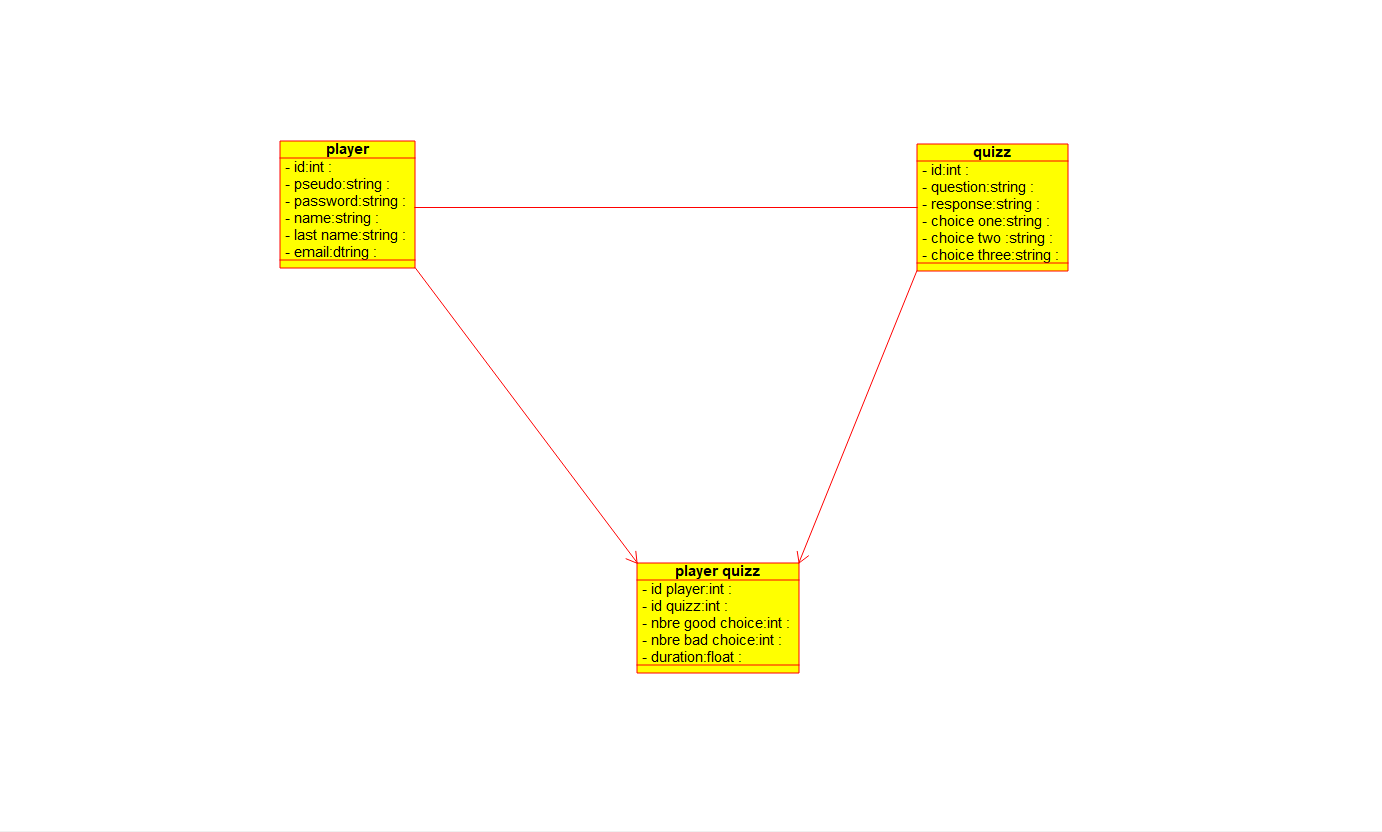 player
- id:int :
- pseudo:string :
- password:string :
- name:string :
- last name:string :
- email:dtring :
quizz
- id:int :
- question:string :
- response:string :
- choice one:string :
- choice two :string :
- choice three:string :
player quizz
- id player:int :
- id quizz:int :
- nbre good choice:int :
- nbre bad choice:int :
- duration:float :